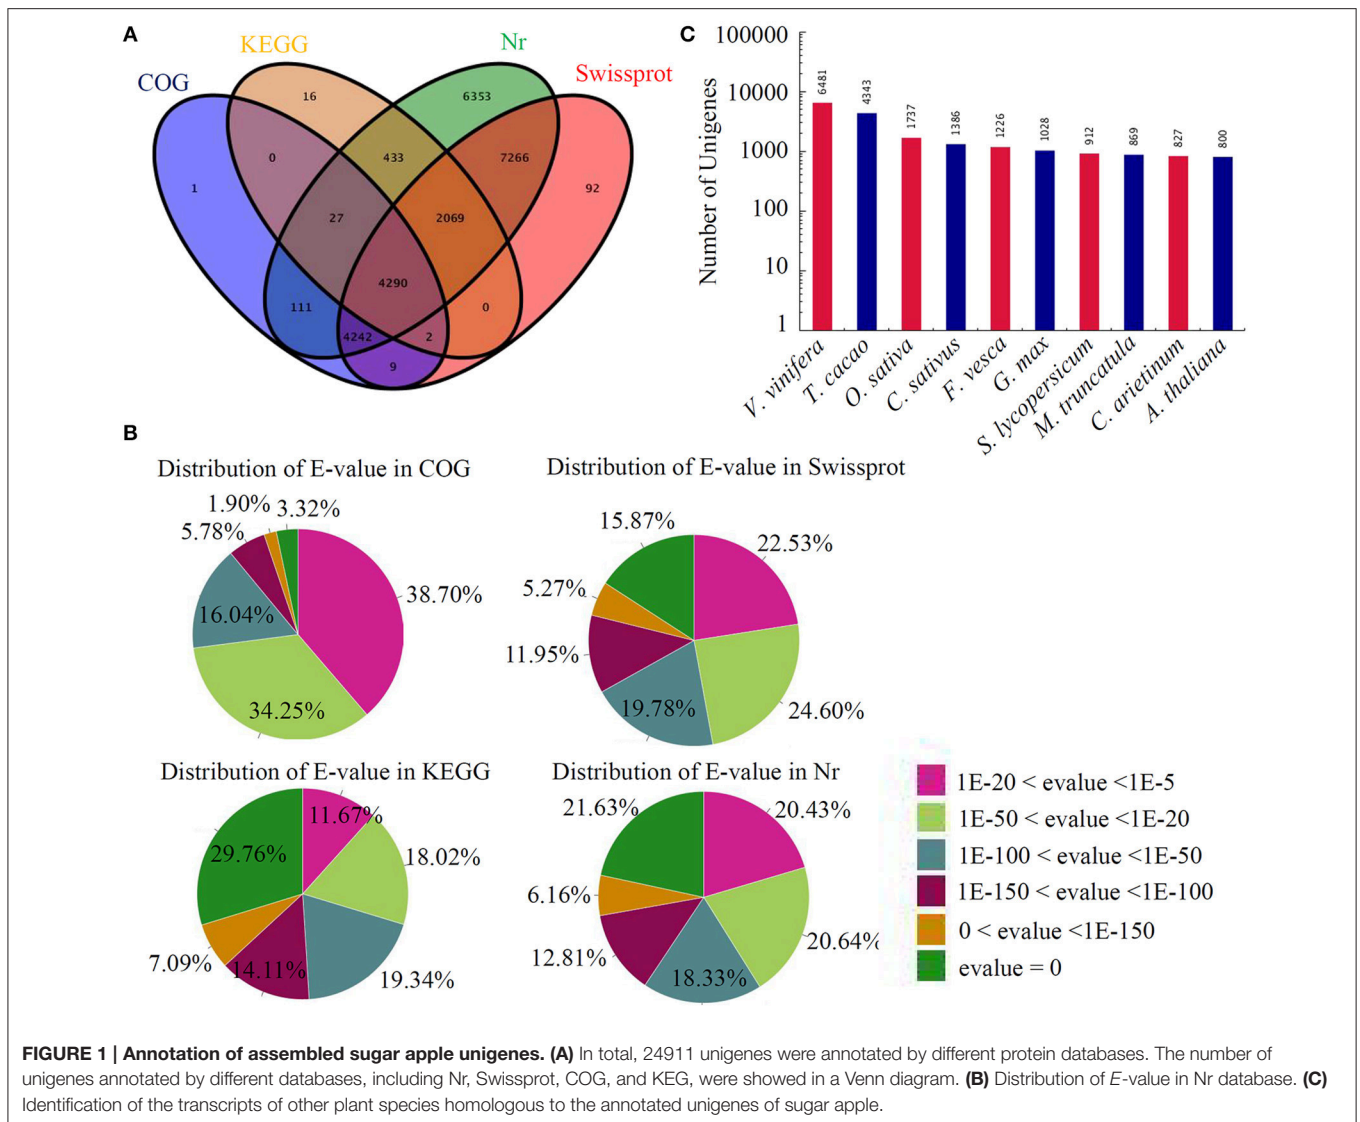 A
KEGG
Nr
COG
Swissprot
16
6353
0
433
7266
1
92
27
2069
4290
111
0
4242
2
9
C
Number of Unigenes
100000
10000
1000
100
10
1
6481
4343
1737
1386
1226
1028
912
869
827
800
V. vinifera
T. cacao
O. sativa
C. sativus
F. vesca
G. max
S. lycopersicum
M. truncatula
C. arietinum
A. thaliana
B
Distribution of E-value in COG
1.90%
3.32%
5.78%
38.70%
16.04%
34.25%
Distribution of E-value in Swissprot
15.87%
22.53%
5.27%
11.95%
19.78%
24.60%
Distribution of E-value in KEGG
11.67%
29.76%
18.02%
7.09%
14.11%
19.34%
Distribution of E-value in Nr
21.63%
20.43%
6.16%
20.64%
12.81%
18.33%
1E-20 < evalue <1E-5
1E-50 < evalue <1E-20
1E-100 < evalue <1E-50
1E-150 < evalue <1E-100
0 < evalue <1E-150
evalue = 0
FIGURE 1 | Annotation of assembled sugar apple unigenes. (A) In total, 24911 unigenes were annotated by different protein databases. The number of
unigenes annotated by different databases, including Nr, Swissprot, COG, and KEG, were showed in a Venn diagram. (B) Distribution of E-value in Nr database. (C)
Identification of the transcripts of other plant species homologous to the annotated unigenes of sugar apple.